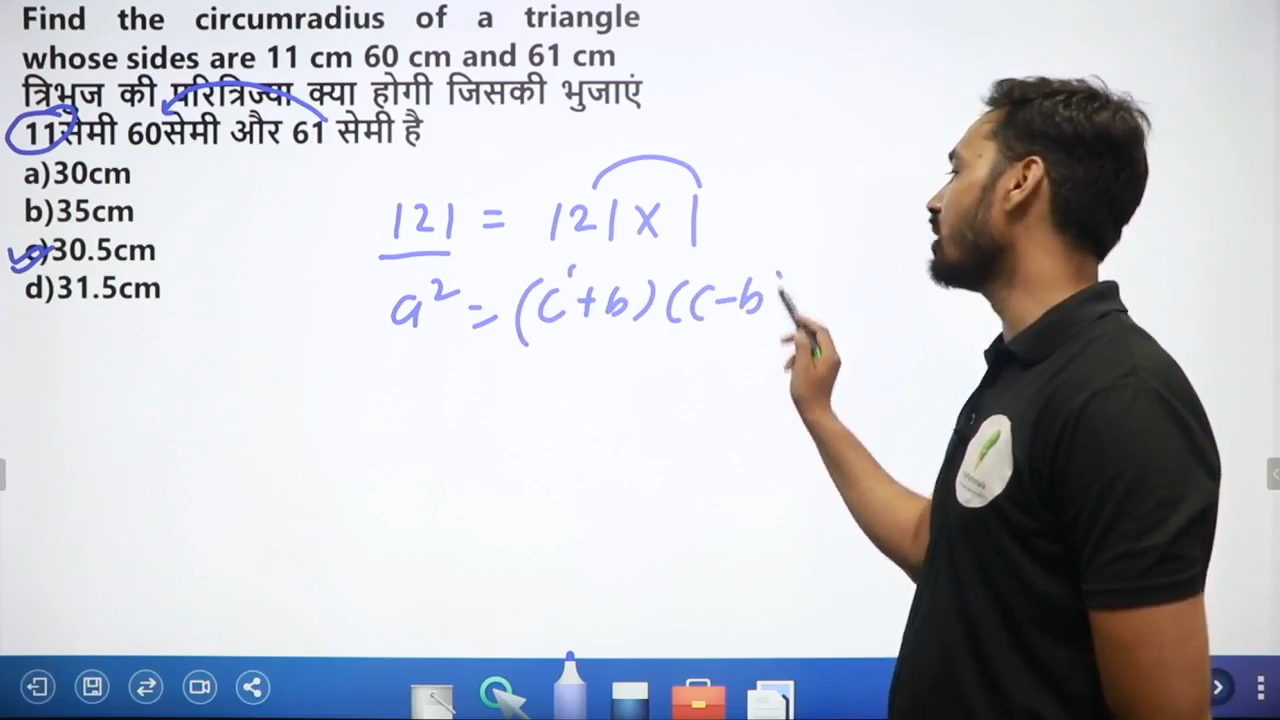 Find the circumradius of a triangle
whose sides are 11 cm 60 cm and 61 cm
त्रिभुज की परित्रिज्या क्या होगी जिसकी भुजाएं
11सेमी 60सेमी और 61 सेमी है
a)30cm
b)35cm
c)30.5cm
d)31.5cm
121 = 121 x 1
a² = (c+b) (c-b